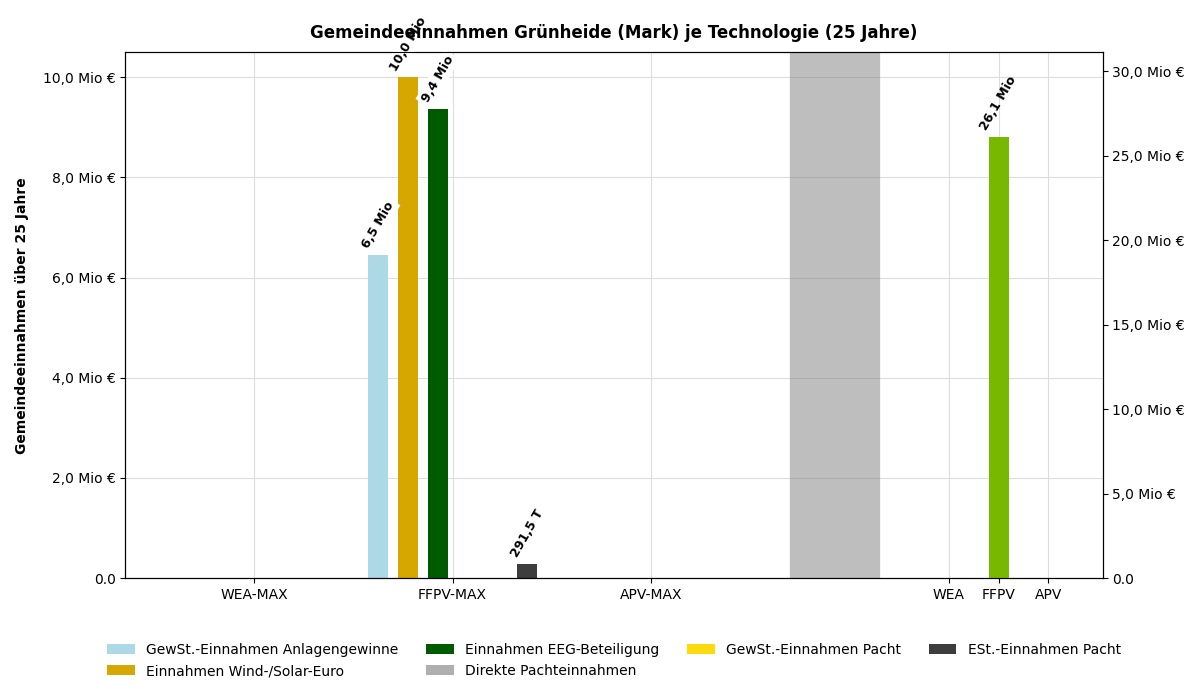 Gemeindeeinnahmen Grünheide (Mark) je Technologie (25 Jahre)
10,0 Mio
9,4 Mio
6,5 Mio
291,5 T
26,1 Mio
Gemeindeeinnahmen über 25 Jahre
10,0 Mio €
8,0 Mio €
6,0 Mio €
4,0 Mio €
2,0 Mio €
0.0
30,0 Mio €
25,0 Mio €
20,0 Mio €
15,0 Mio €
10,0 Mio €
5,0 Mio €
0.0
WEA-MAX FFPV-MAX APV-MAX WEA FFPV APV
GewSt.-Einnahmen Anlagengewinne Einnahmen EEG-Beteiligung GewSt.-Einnahmen Pacht ESt.-Einnahmen Pacht
Einnahmen Wind-/Solar-Euro Direkte Pachteinnahmen